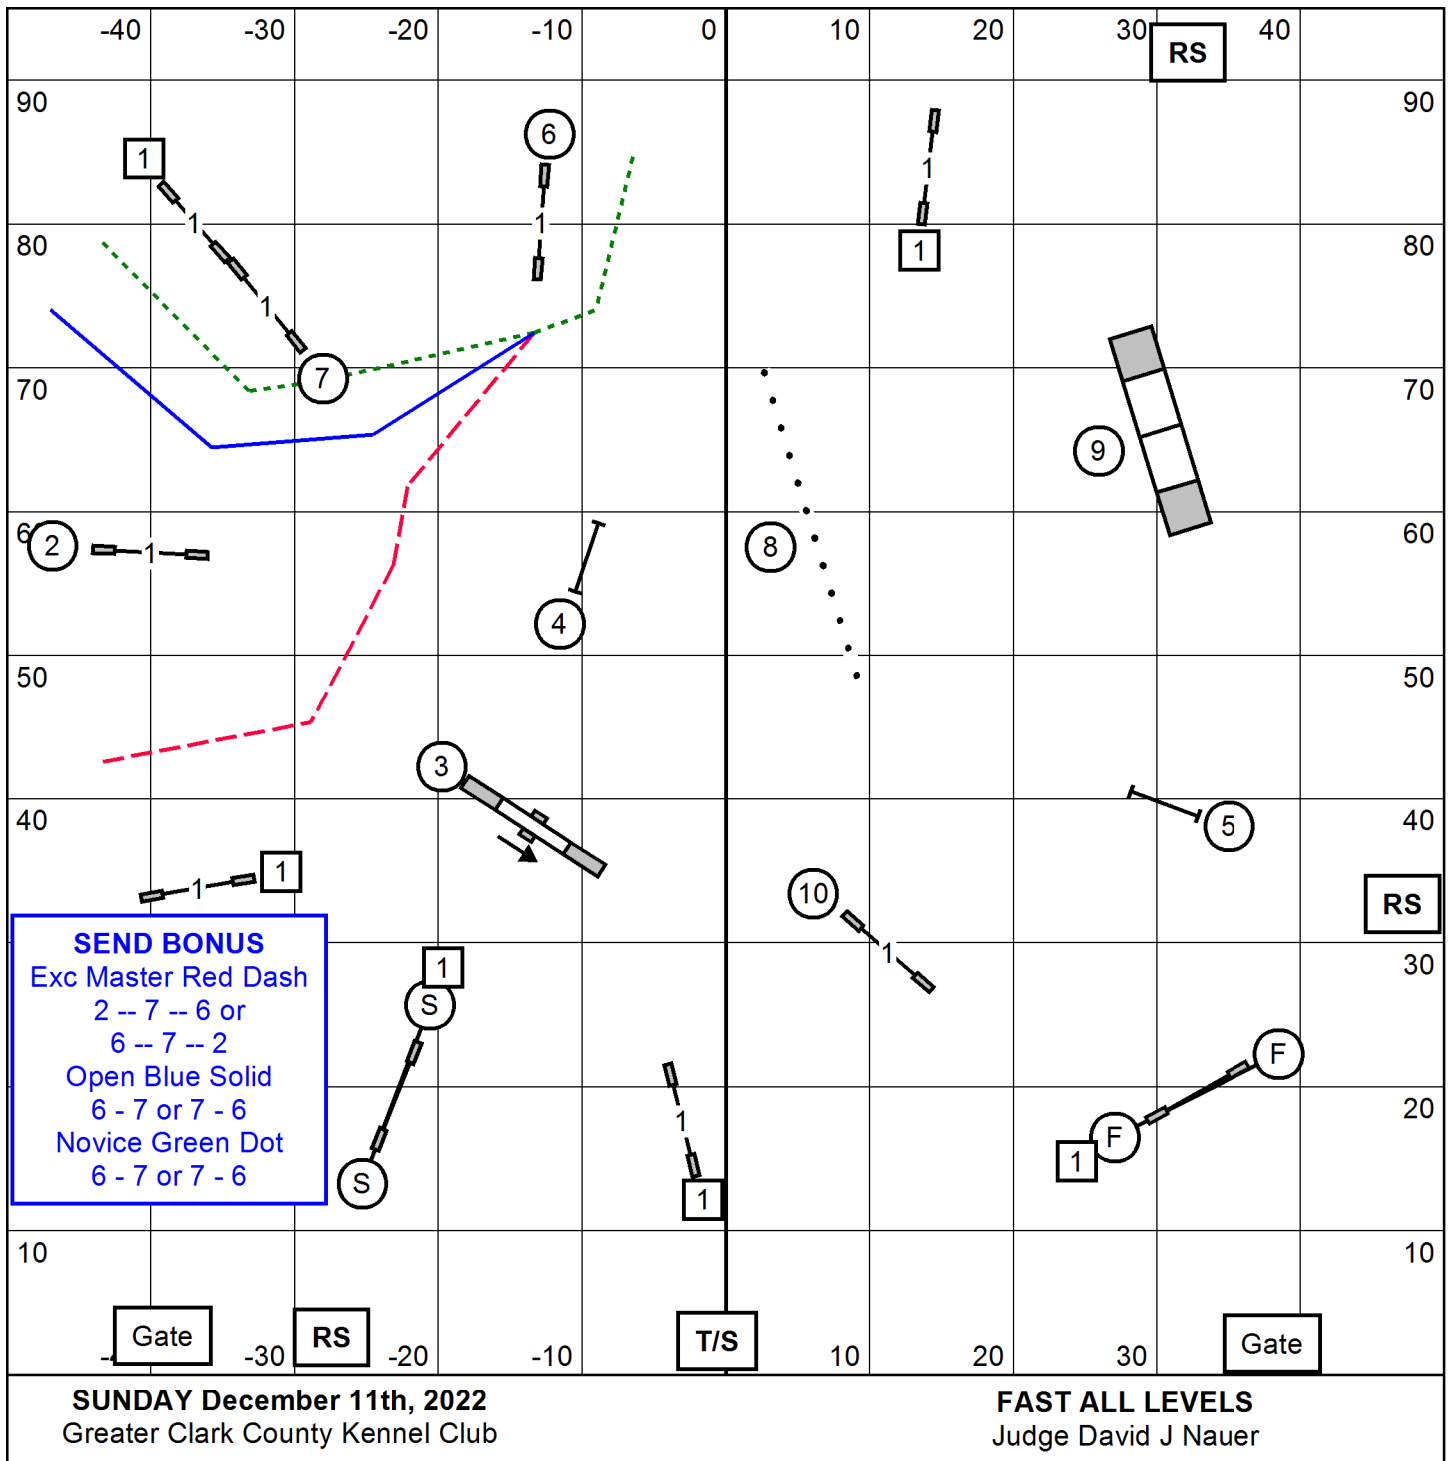 -40 -30 -20 -10 0 10 20 30 40
RS
90 90
6
1
1
1
1
80 80
1
1
1
70 70
7
9
60
2
1
8
60
4
50 50
3
40 40
5
1
1
10
RS
1
30 30
1
S
SEND BONUS
Exc Master Red Dash
2 -- 7 -- 6 or
6 -- 7 -- 2
Open Blue Solid
6 - 7 or 7 - 6
Novice Green Dot
6 - 7 or 7 - 6
F
20
1
F
1
S
1
10 10
Gate
RS
T/S
Gate
-30 -20 -10 10 20 30
SUNDAY December 11th, 2022
Greater Clark County Kennel Club
FAST ALL LEVELS
Judge David J Nauer